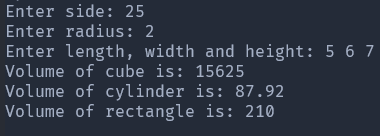 Enter side: 25
Enter radius: 2
Enter length, width and height: 5 6 7
Volume of cube is: 15625
Volume of cylinder is: 87.92
Volume of rectangle is: 210